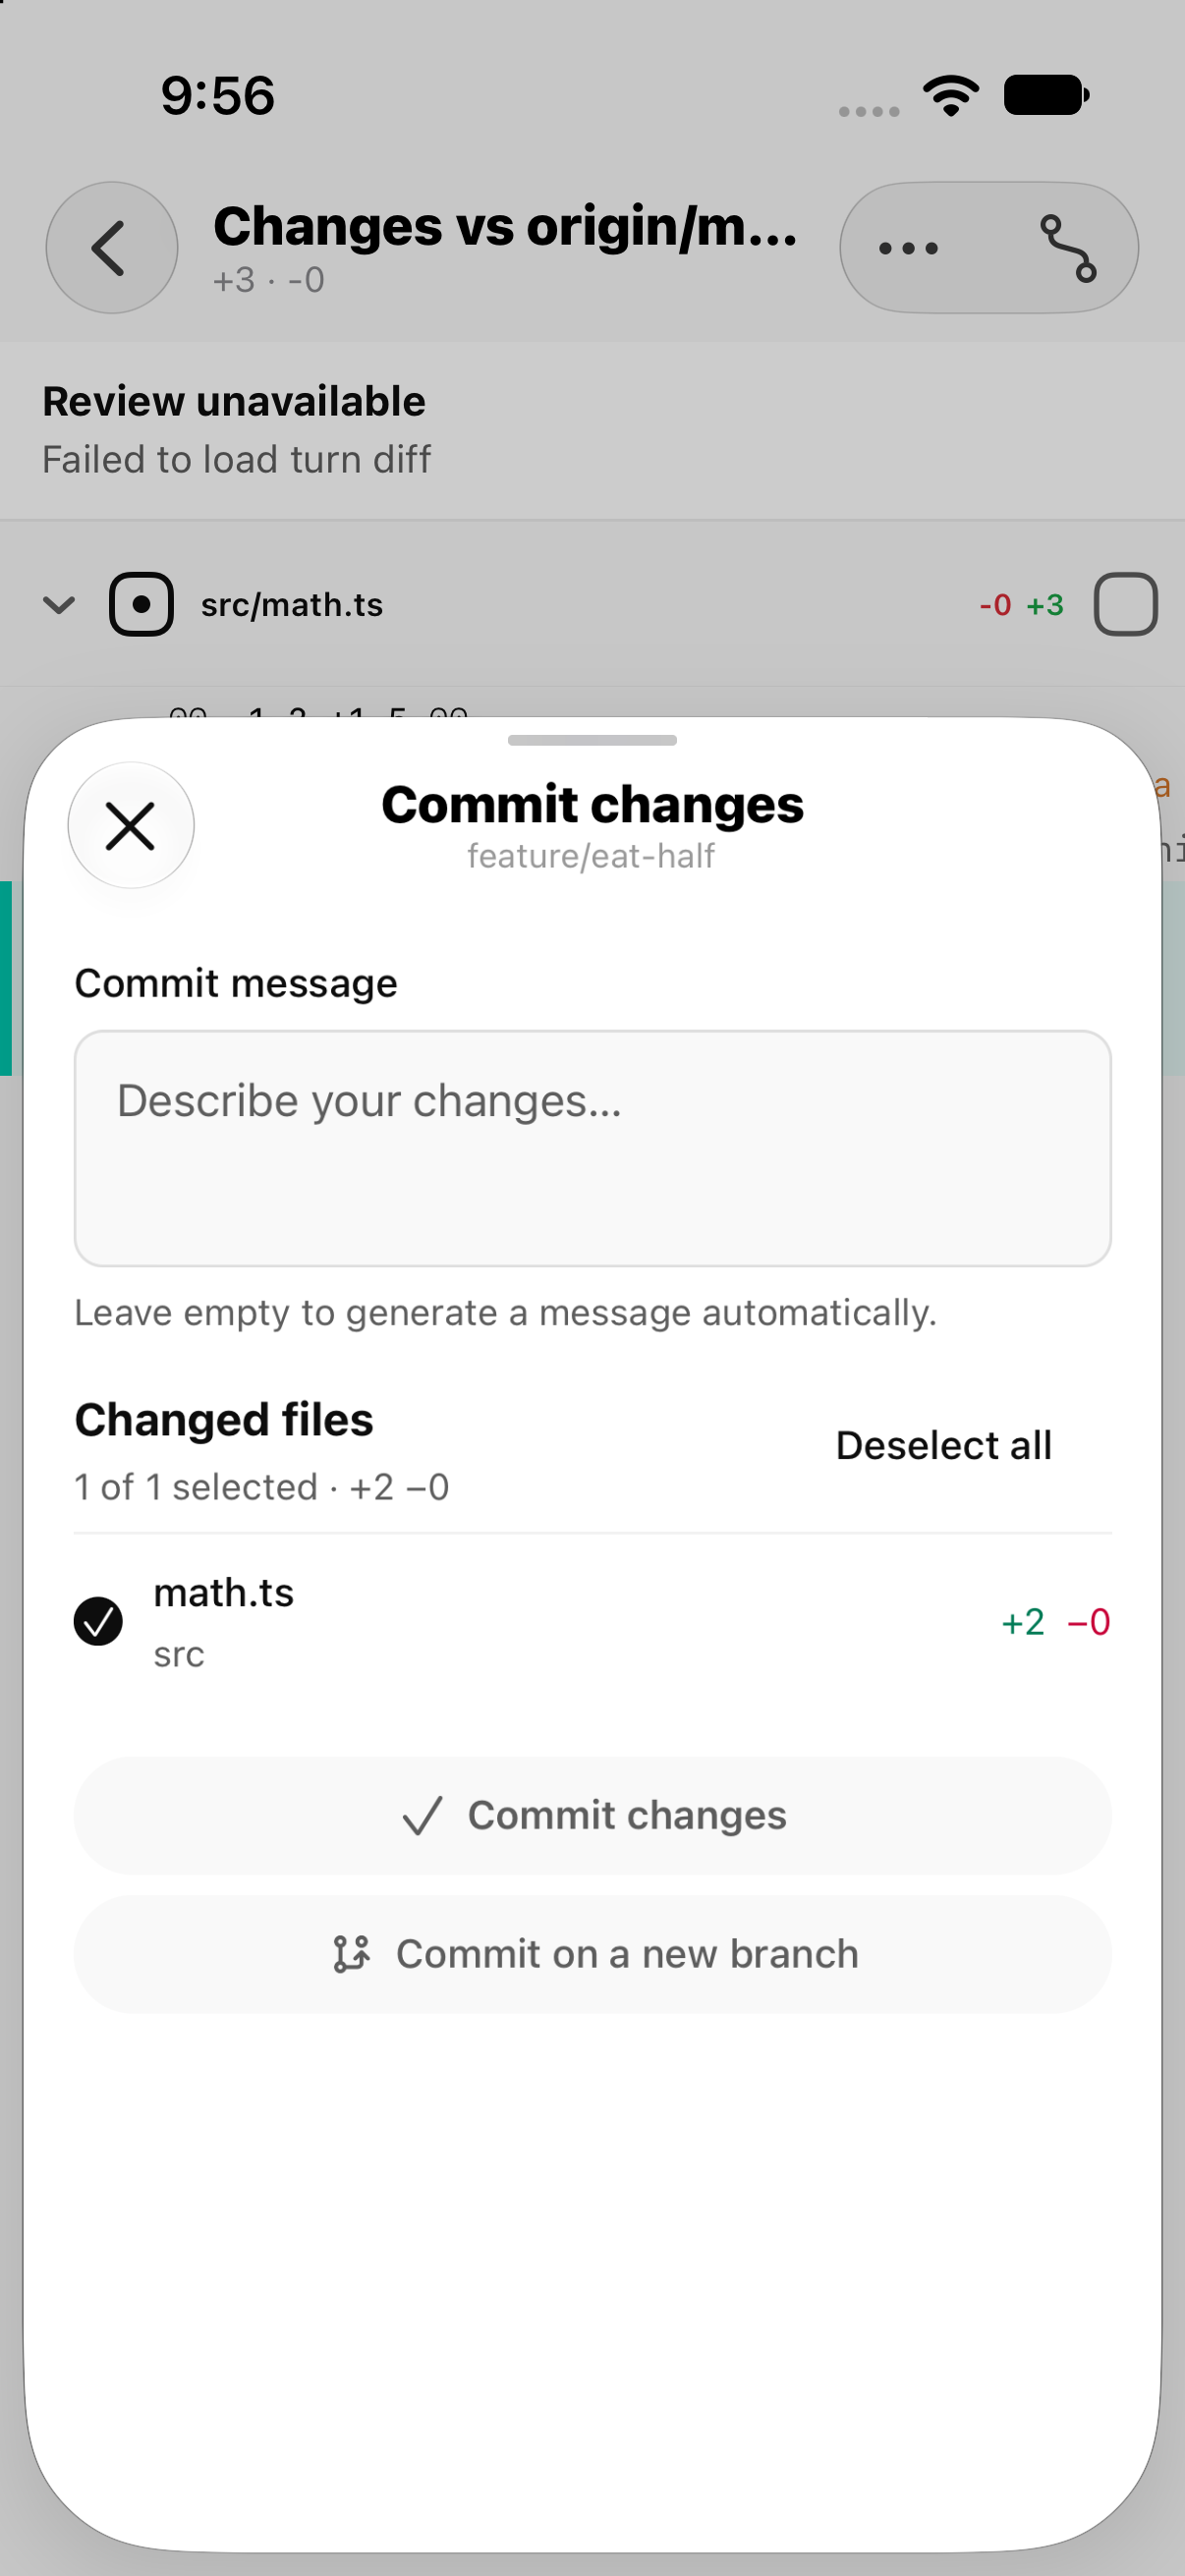 9:56
Changes vs origin/m...
+3 · -0
Review unavailable
Failed to load turn diff
src/math.ts
-0 +3
Commit changes
feature/eat-half
Commit message
Describe your changes...
Leave empty to generate a message automatically.
Changed files
Deselect all
1 of 1 selected · +2 −0
math.ts
src
+2 −0
Commit changes
Commit on a new branch